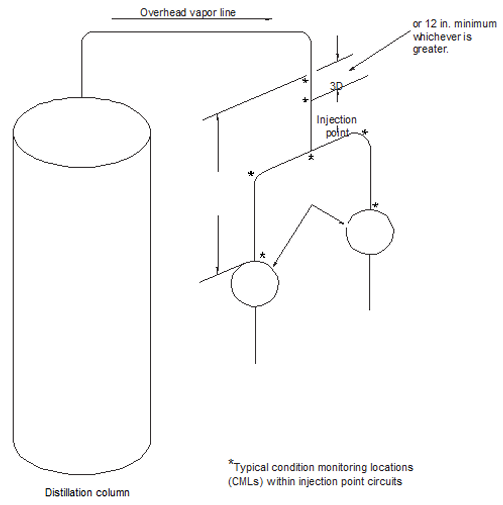 Overhead vapor line
or 12 in. minimum
whichever is
greater.
3D
Injection
point
*
*
*
*
*
*
*
*Typical condition monitoring locations
(CMLs) within injection point circuits
Distillation column